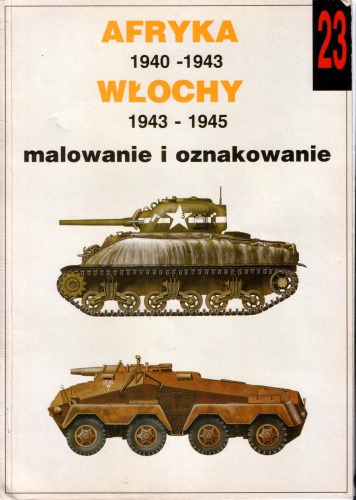 AFRYKA
1940 -1943
WŁOCHY
1943 - 1945
malowanie i oznakowanie
23